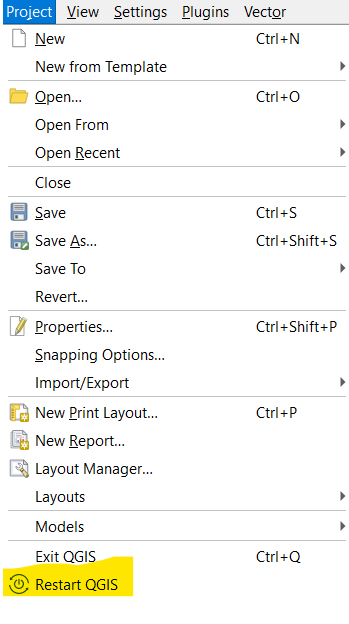 Project View Settings Plugins Vector
New Ctrl+N
New from Template
Open... Ctrl+O
Open From
Open Recent
Close
Save Ctrl+S
Save As... Ctrl+Shift+S
Save To
Revert...
Properties... Ctrl+Shift+P
Snapping Options...
Import/Export
New Print Layout... Ctrl+P
New Report...
Layout Manager...
Layouts
Models
Exit QGIS Ctrl+Q
Restart QGIS